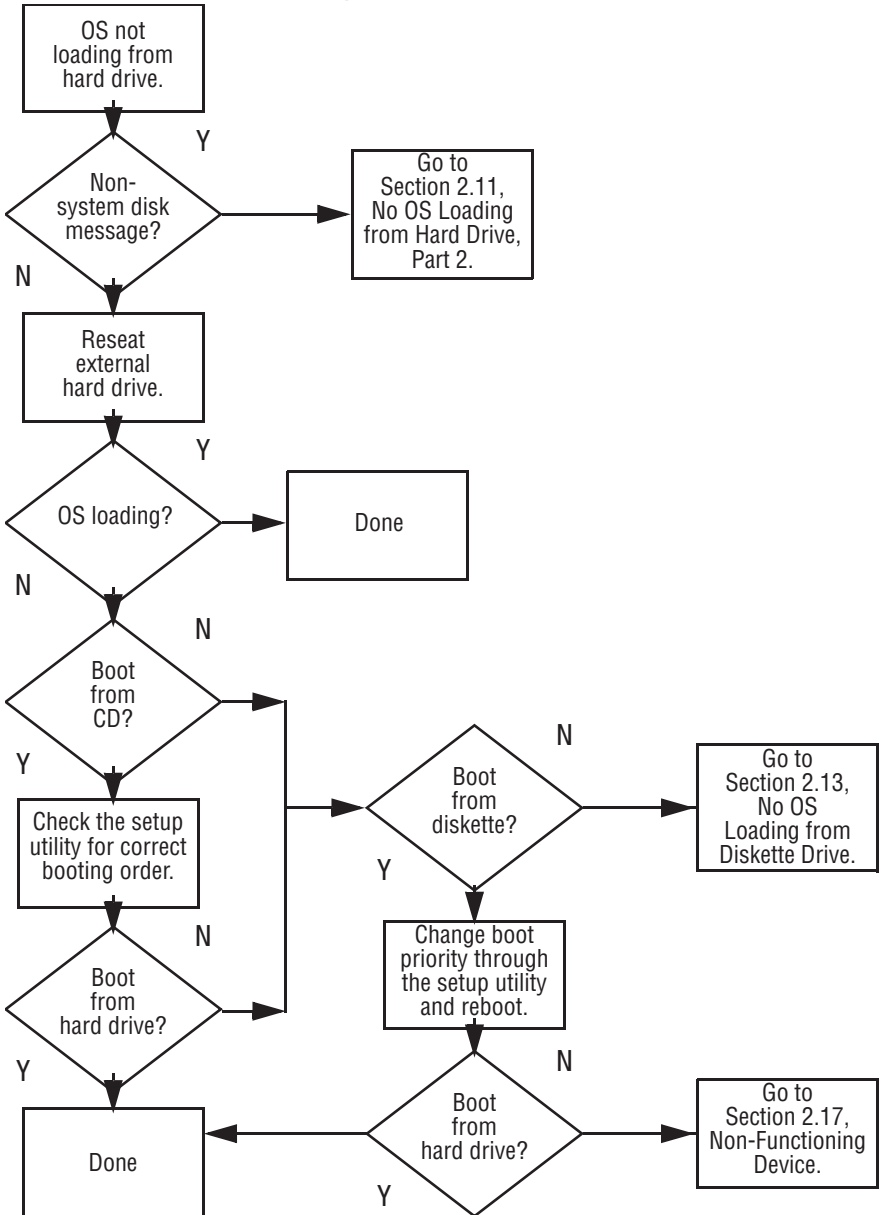 OS not
loading from
hard drive.
Y
Non-
system disk
message?
Go to
Section 2.11,
No OS Loading
from Hard Drive,
Part 2.
N
Reseat
external
hard drive.
Y
OS loading?
Done
N
N
Boot
from
CD?
Y
Check the setup
utility for correct
booting order.
N
Boot
from
hard drive?
Y
Done
N
Boot
from
diskette?
Go to
Section 2.13,
No OS
Loading from
Diskette Drive.
Y
Change boot
priority through
the setup utility
and reboot.
N
Boot
from
hard drive?
Go to
Section 2.17,
Non-Functioning
Device.
Y